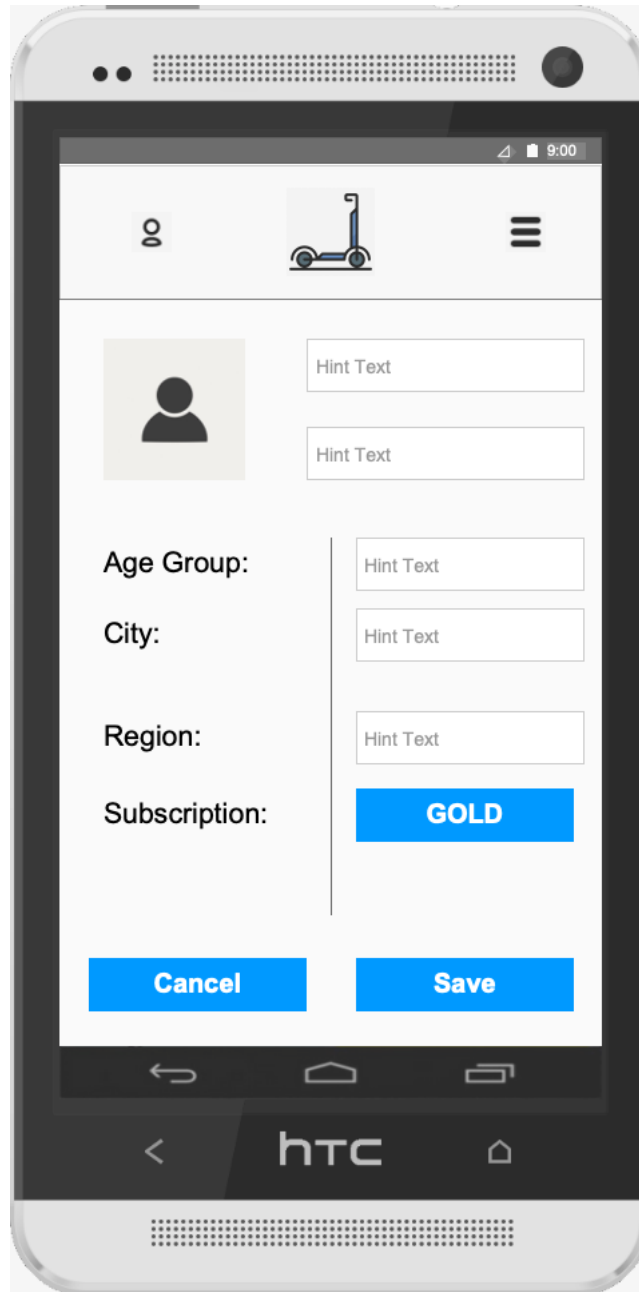 9:00
Hint Text
Hint Text
Age Group:
Hint Text
City:
Hint Text
Region:
Hint Text
Subscription:
GOLD
Cancel
Save
hTC